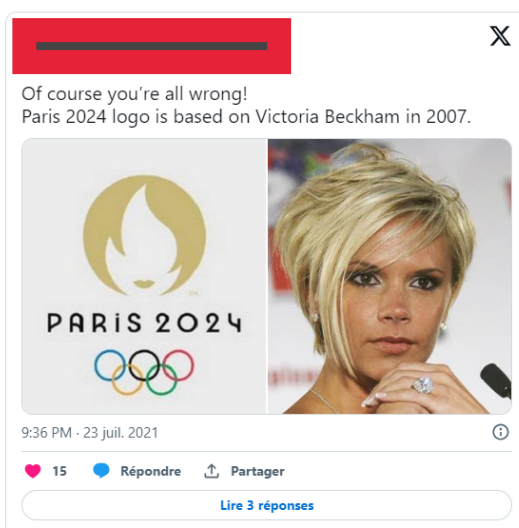 Of course you're all wrong!
Paris 2024 logo is based on Victoria Beckham in 2007.
PARiS 2024
9:36 PM · 23 juil. 2021
15 Répondre Partager
Lire 3 réponses